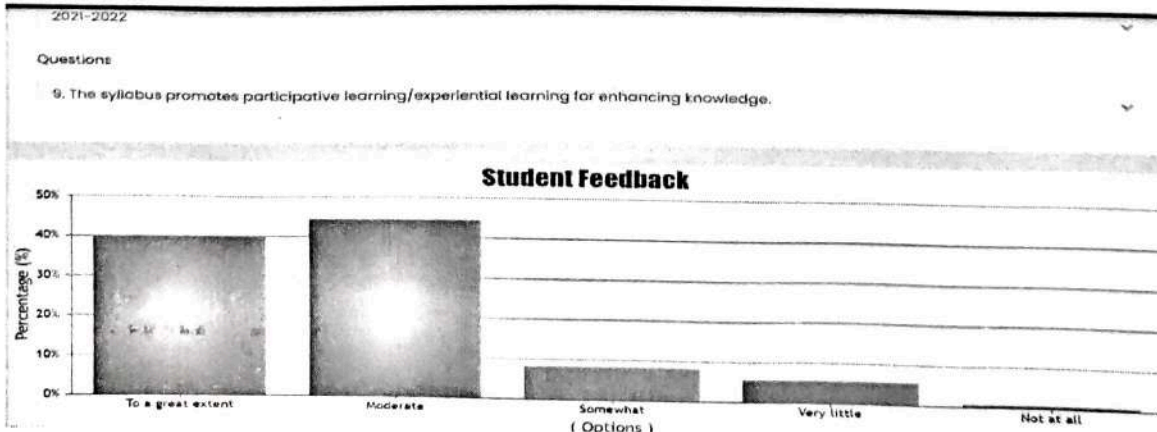 2021-2022
Questions
9. The syllabus promotes participative learning/experiential learning for enhancing knowledge.
Student Feedback
50%
40%
30%
20%
10%
0%
Percentage (%)
To a great extent
Moderate
Somewhat
Very little
Not at all
( Options )